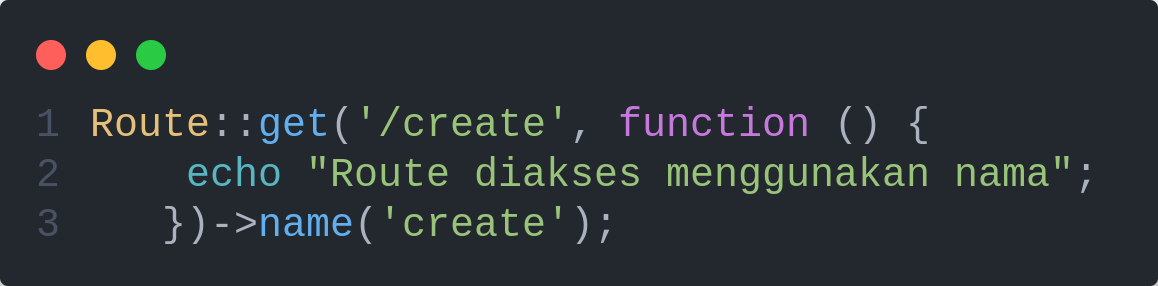 1 Route::get('/create', function () {
2     echo "Route diakses menggunakan nama";
3    })->name('create');